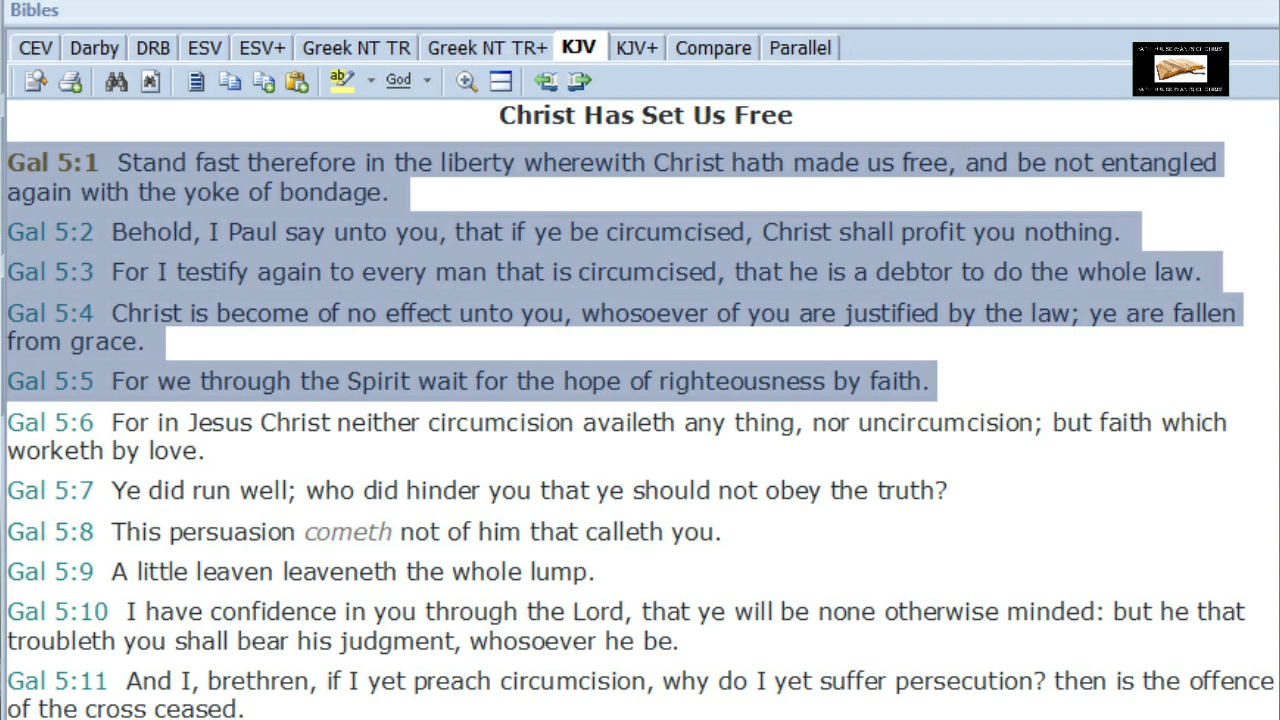 Bibles
CEV Darby DRB ESV ESV+ Greek NT TR Greek NT TR+ KJV KJV+ Compare Parallel
ab God
Christ Has Set Us Free
Gal 5:1 Stand fast therefore in the liberty wherewith Christ hath made us free, and be not entangled
again with the yoke of bondage.
Gal 5:2 Behold, I Paul say unto you, that if ye be circumcised, Christ shall profit you nothing.
Gal 5:3 For I testify again to every man that is circumcised, that he is a debtor to do the whole law.
Gal 5:4 Christ is become of no effect unto you, whosoever of you are justified by the law; ye are fallen
from grace.
Gal 5:5 For we through the Spirit wait for the hope of righteousness by faith.
Gal 5:6 For in Jesus Christ neither circumcision availeth any thing, nor uncircumcision; but faith which
worketh by love.
Gal 5:7 Ye did run well; who did hinder you that ye should not obey the truth?
Gal 5:8 This persuasion cometh not of him that calleth you.
Gal 5:9 A little leaven leaveneth the whole lump.
Gal 5:10 I have confidence in you through the Lord, that ye will be none otherwise minded: but he that
troubleth you shall bear his judgment, whosoever he be.
Gal 5:11 And I, brethren, if I yet preach circumcision, why do I yet suffer persecution? then is the offence
of the cross ceased.